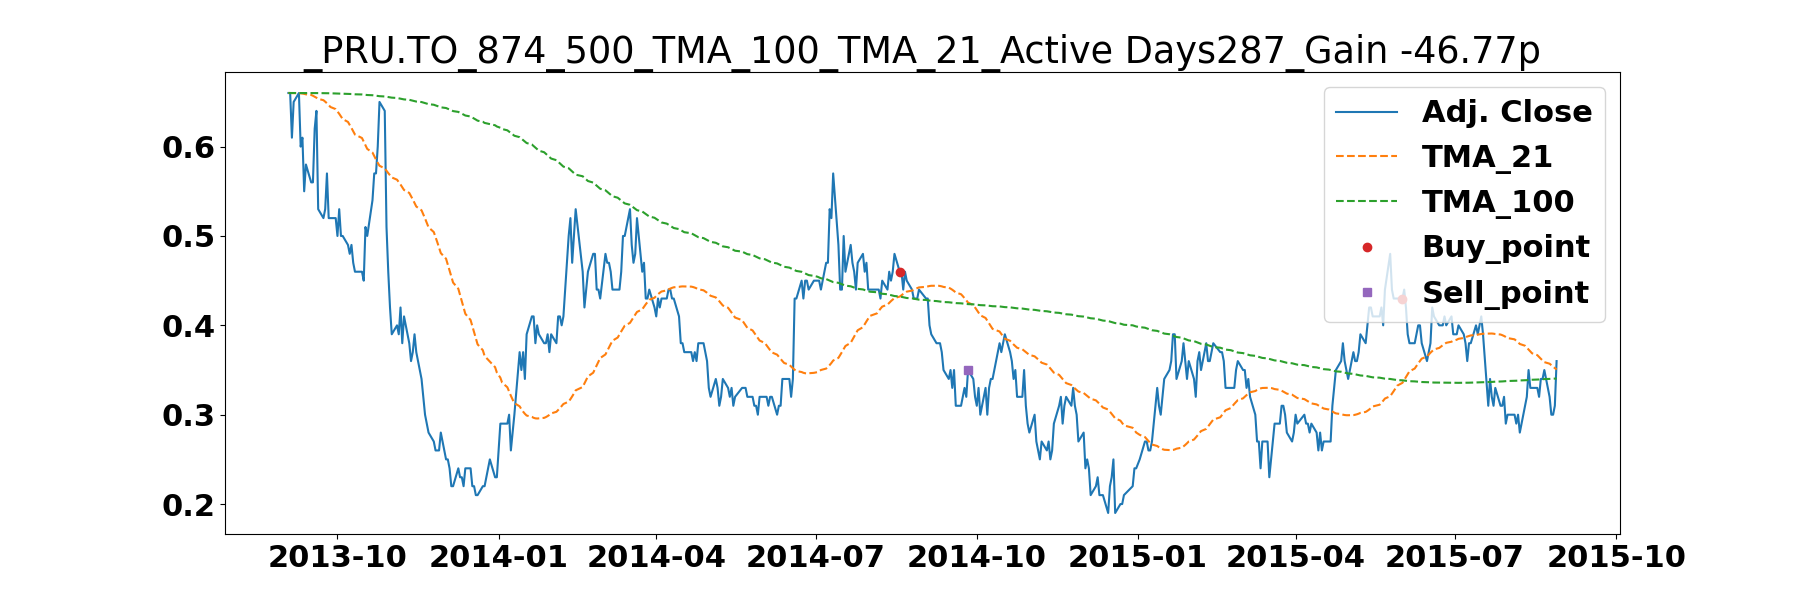 _PRU.TO_874_500_TMA_100_TMA_21_Active Days287_Gain -46.77p
Adj. Close
TMA_21
TMA_100
Buy_point
Sell_point
0.6
0.5
0.4
0.3
0.2
2013-10 2014-01 2014-04 2014-07 2014-10 2015-01 2015-04 2015-07 2015-10